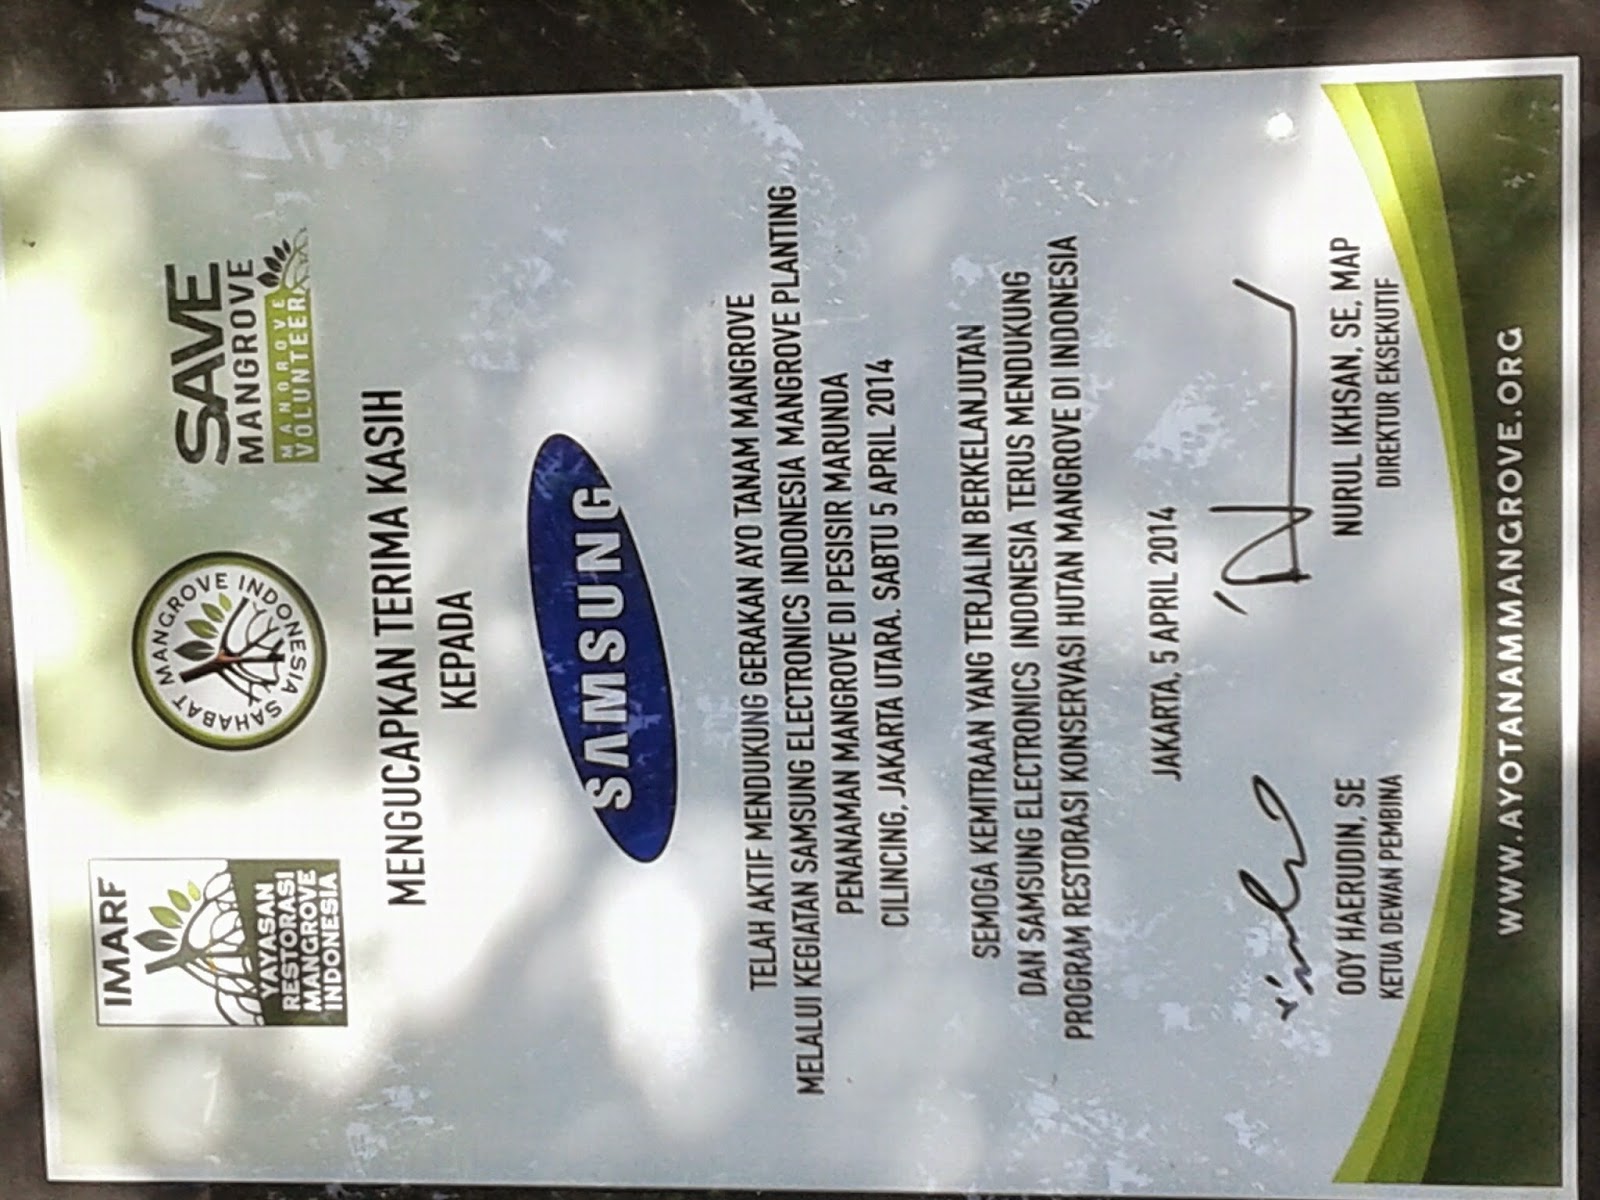 IMARF
YAYASAN
RESTORASI
MANGROVE
INDONESIA
SAHABAT MANGROVE INDONESIA
SAVE
MANGROVE
MANGROVE
VOLUNTEER
MENGUCAPKAN TERIMA KASIH
KEPADA
SAMSUNG
TELAH AKTIF MENDUKUNG GERAKAN AYO TANAM MANGROVE
MELALUI KEGIATAN SAMSUNG ELECTRONICS INDONESIA MANGROVE PLANTING
PENANAMAN MANGROVE DI PESISIR MARUNDA
CILINCING, JAKARTA UTARA. SABTU 5 APRIL 2014
SEMOGA KEMITRAAN YANG TERJALIN BERKELANJUTAN
DAN SAMSUNG ELECTRONICS INDONESIA TERUS MENDUKUNG
PROGRAM RESTORASI KONSERVASI HUTAN MANGROVE DI INDONESIA
JAKARTA, 5 APRIL 2014
OOY HAERUDIN, SE
KETUA DEWAN PEMBINA
NURUL IKHSAN, SE, MAP
DIREKTUR EKSEKUTIF
WWW.AYOTANAMMANGROVE.ORG